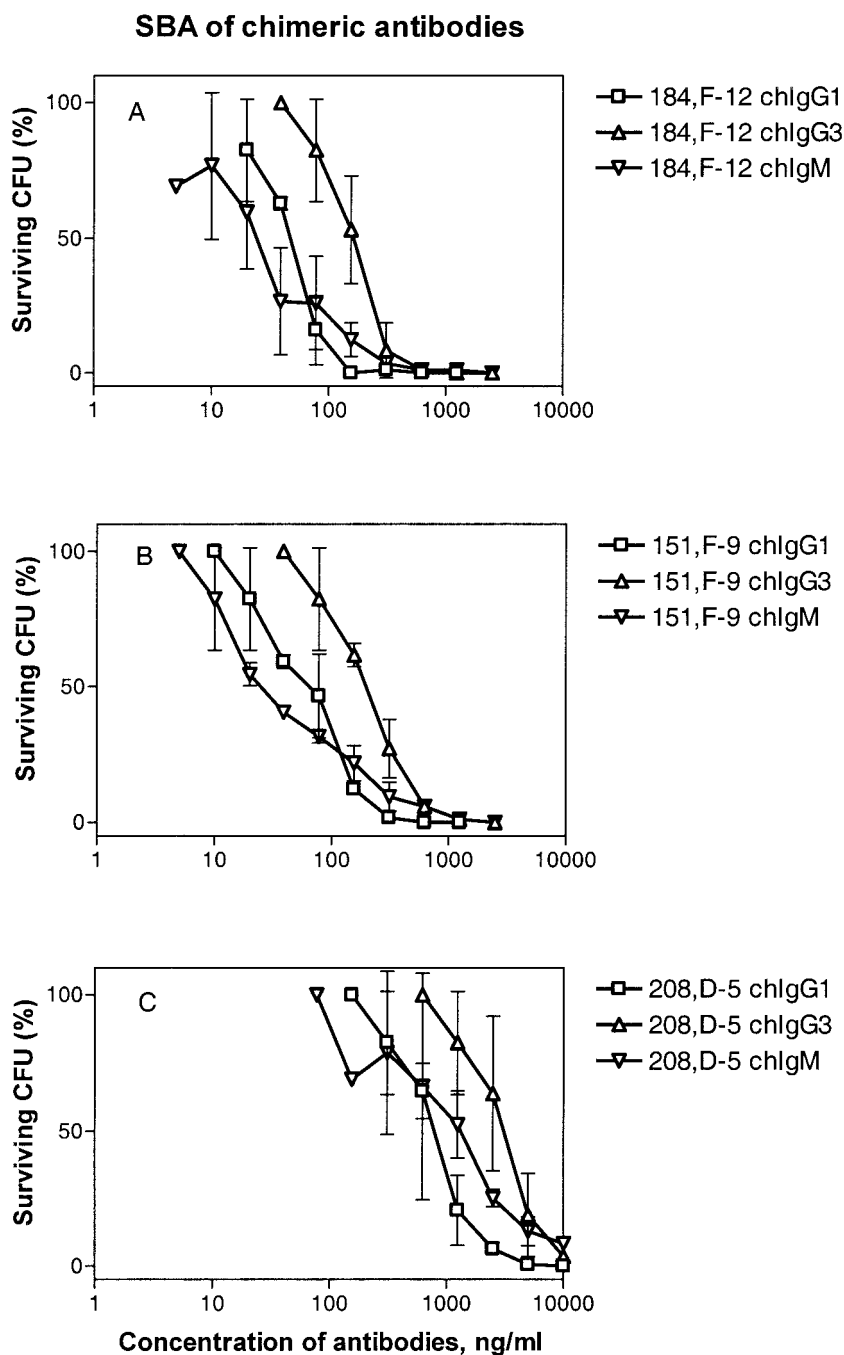 SBA of chimeric antibodies
A
Surviving CFU (%)
100
50
0
1
10
100
1000
10000
184,F-12 chIgG1
184,F-12 chIgG3
184,F-12 chIgM
B
Surviving CFU (%)
100
50
0
1
10
100
1000
10000
151,F-9 chIgG1
151,F-9 chIgG3
151,F-9 chIgM
C
Surviving CFU (%)
100
50
0
1
10
100
1000
10000
208,D-5 chIgG1
208,D-5 chIgG3
208,D-5 chIgM
Concentration of antibodies, ng/ml